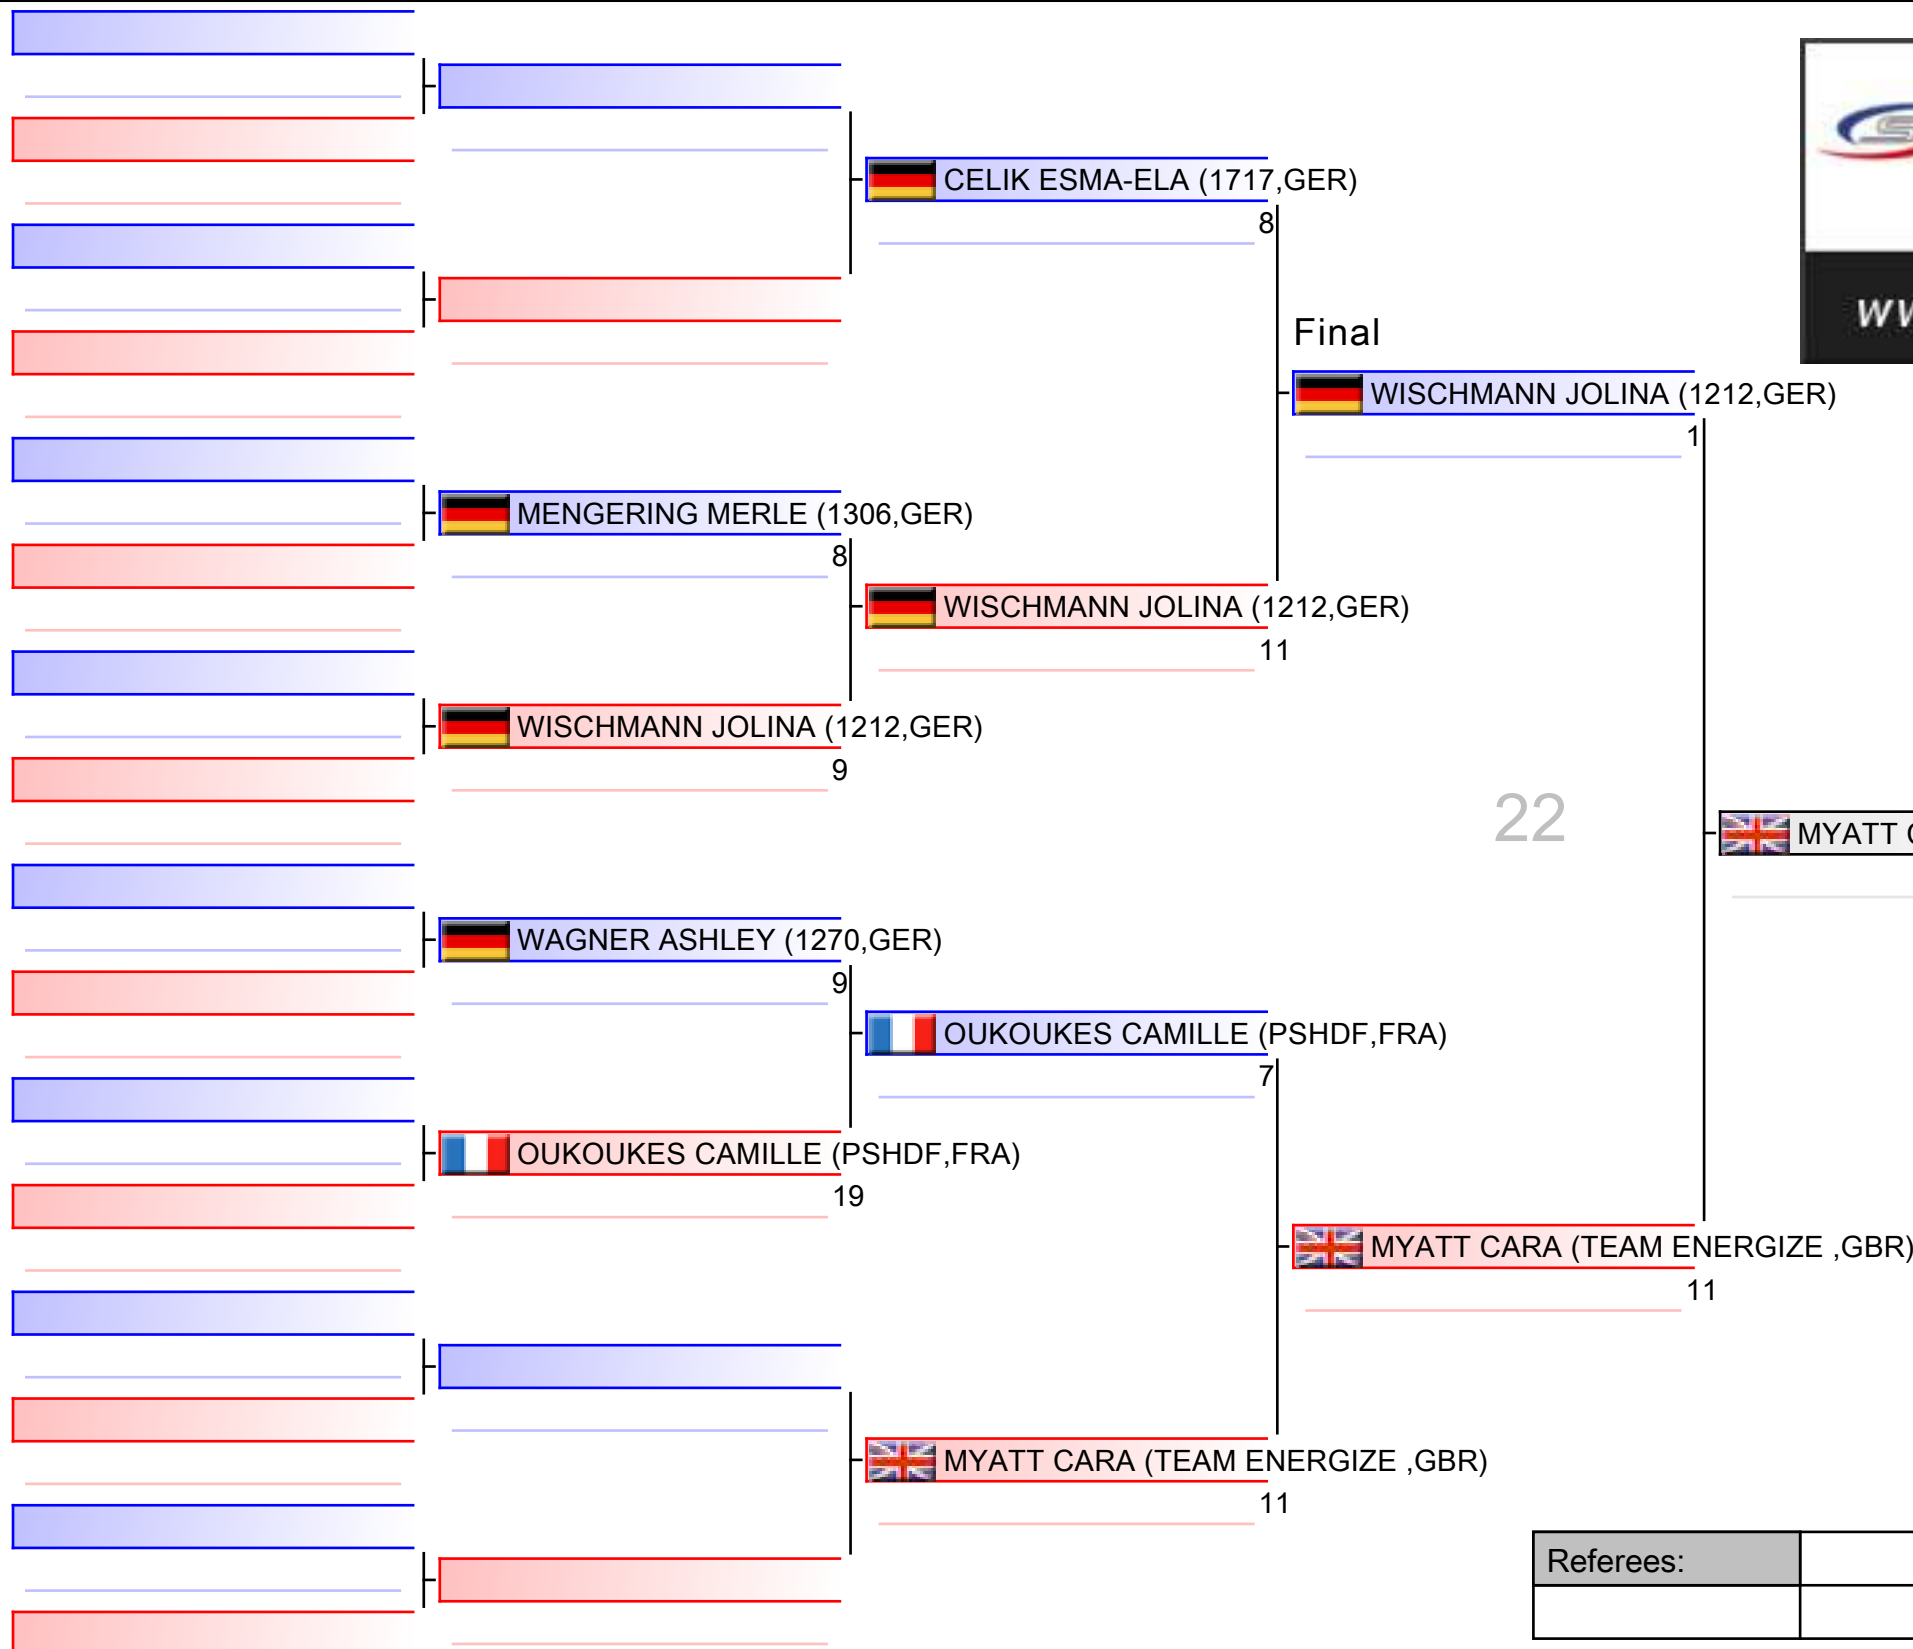 CELIK ESMA-ELA (1717,GER)
8
Final
WISCHMANN JOLINA (1212,GER)
1
MENGERING MERLE (1306,GER)
8
WISCHMANN JOLINA (1212,GER)
11
WISCHMANN JOLINA (1212,GER)
9
22
MYATT
WAGNER ASHLEY (1270,GER)
9
OUKOUKES CAMILLE (PSHDF,FRA)
7
OUKOUKES CAMILLE (PSHDF,FRA)
19
MYATT CARA (TEAM ENERGIZE ,GBR)
11
MYATT CARA (TEAM ENERGIZE ,GBR)
11
Referees: